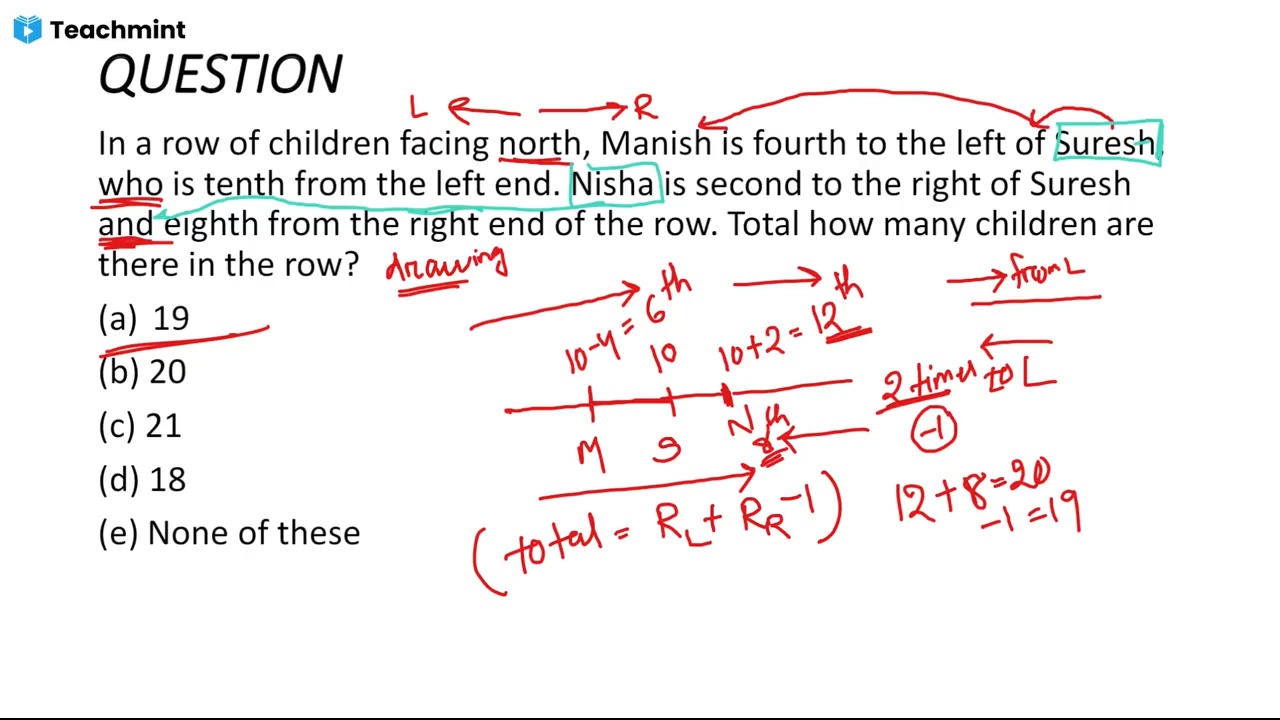 Teachmint
QUESTION
L R
In a row of children facing north, Manish is fourth to the left of Suresh,
who is tenth from the left end. Nisha is second to the right of Suresh
and eighth from the right end of the row. Total how many children are
there in the row? drawing
(a) 19
(b) 20
(c) 21
(d) 18
(e) None of these
10-4=6th
10
10+2=12th
from L
2 times to L
-1
M S N
8th
(total = RL + RR -1)
12+8=20
-1=19